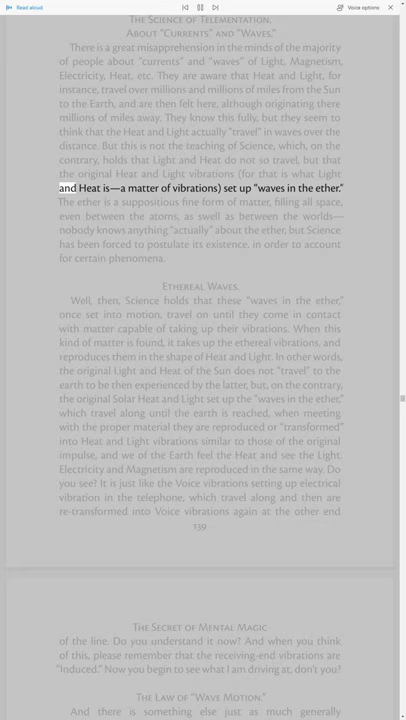 Read aloud
Voice options
The Science of Telementation.
About "Currents" and "Waves."
There is a great misapprehension in the minds of the majority
of people about "currents" and "waves" of Light, Magnetism,
Electricity, Heat, etc. They are aware that Heat and Light, for
instance, travel over millions and millions of miles from the Sun
to the Earth, and are then felt here, although originating there
millions of miles away. They know this fully, but they seem to
think that the Heat and Light actually "travel" in waves over the
distance. But this is not the teaching of Science, which, on the
contrary, holds that Light and Heat do not so travel, but that
the original Heat and Light vibrations (for that is what Light
and Heat is—a matter of vibrations) set up "waves in the ether."
The ether is a suppositious fine form of matter, filling all space,
even between the atoms, as swell as between the worlds—
nobody knows anything "actually" about the ether, but Science
has been forced to postulate its existence, in order to account
for certain phenomena.
Ethereal Waves.
Well, then, Science holds that these "waves in the ether,"
once set into motion, travel on until they come in contact
with matter capable of taking up their vibrations. When this
kind of matter is found, it takes up the ethereal vibrations, and
reproduces them in the shape of Heat and Light. In other words,
the original Light and Heat of the Sun does not "travel" to the
earth to be then experienced by the latter, but, on the contrary,
the original Solar Heat and Light set up the "waves in the ether,"
which travel along until the earth is reached, when meeting
with the proper material they are reproduced or "transformed"
into Heat and Light vibrations similar to those of the original
impulse, and we of the Earth feel the Heat and see the Light.
Electricity and Magnetism are reproduced in the same way. Do
you see? It is just like the Voice vibrations setting up electrical
vibration in the telephone, which travel along and then are
re-transformed into Voice vibrations again at the other end
139
The Secret of Mental Magic
of the line. Do you understand it now? And when you think
of this, please remember that the receiving-end vibrations are
"Induced." Now you begin to see what I am driving at, don't you?
The Law of "Wave Motion."
And there is something else just as much generally